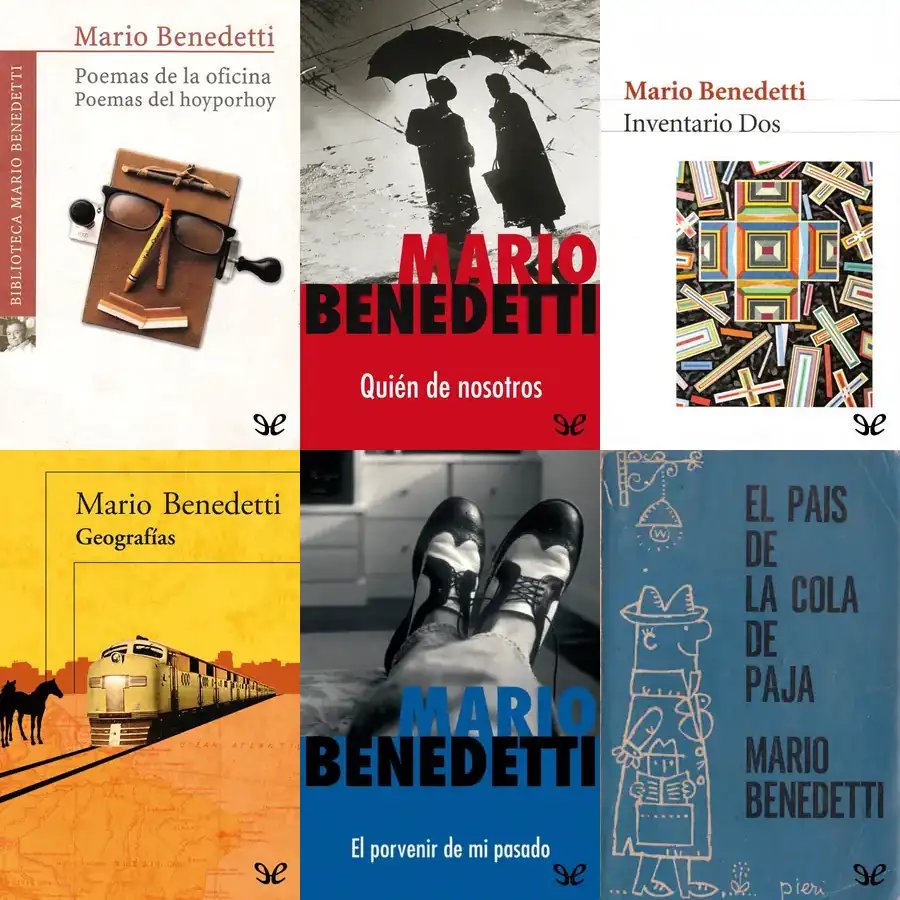 Mario Benedetti
Poemas de la oficina
Poemas del hoyporhoy
BIBLIOTECA MARIO BENEDETTI
MARIO
BENEDETTI
Quién de nosotros
Mario Benedetti
Inventario Dos
Mario Benedetti
Geografías
MARIO
BENEDETTI
El porvenir de mi pasado
EL PAIS
DE
LA COLA
DE
PAJA
MARIO
BENEDETTI
W
pieri